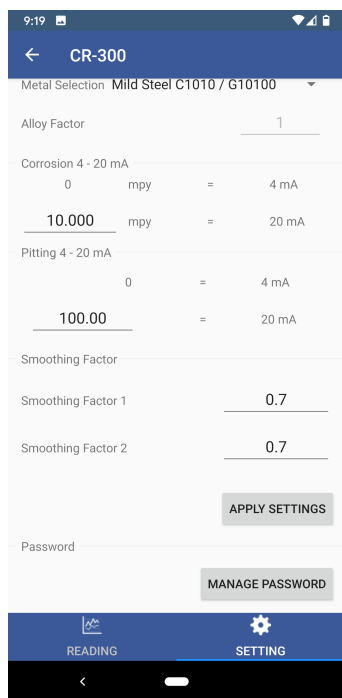 9:19
CR-300
Metal Selection Mild Steel C1010 / G10100
Alloy Factor 1
Corrosion 4 - 20 mA
0 mpy = 4 mA
10.000 mpy = 20 mA
Pitting 4 - 20 mA
0 = 4 mA
100.00 = 20 mA
Smoothing Factor
Smoothing Factor 1 0.7
Smoothing Factor 2 0.7
APPLY SETTINGS
Password
MANAGE PASSWORD
READING SETTING